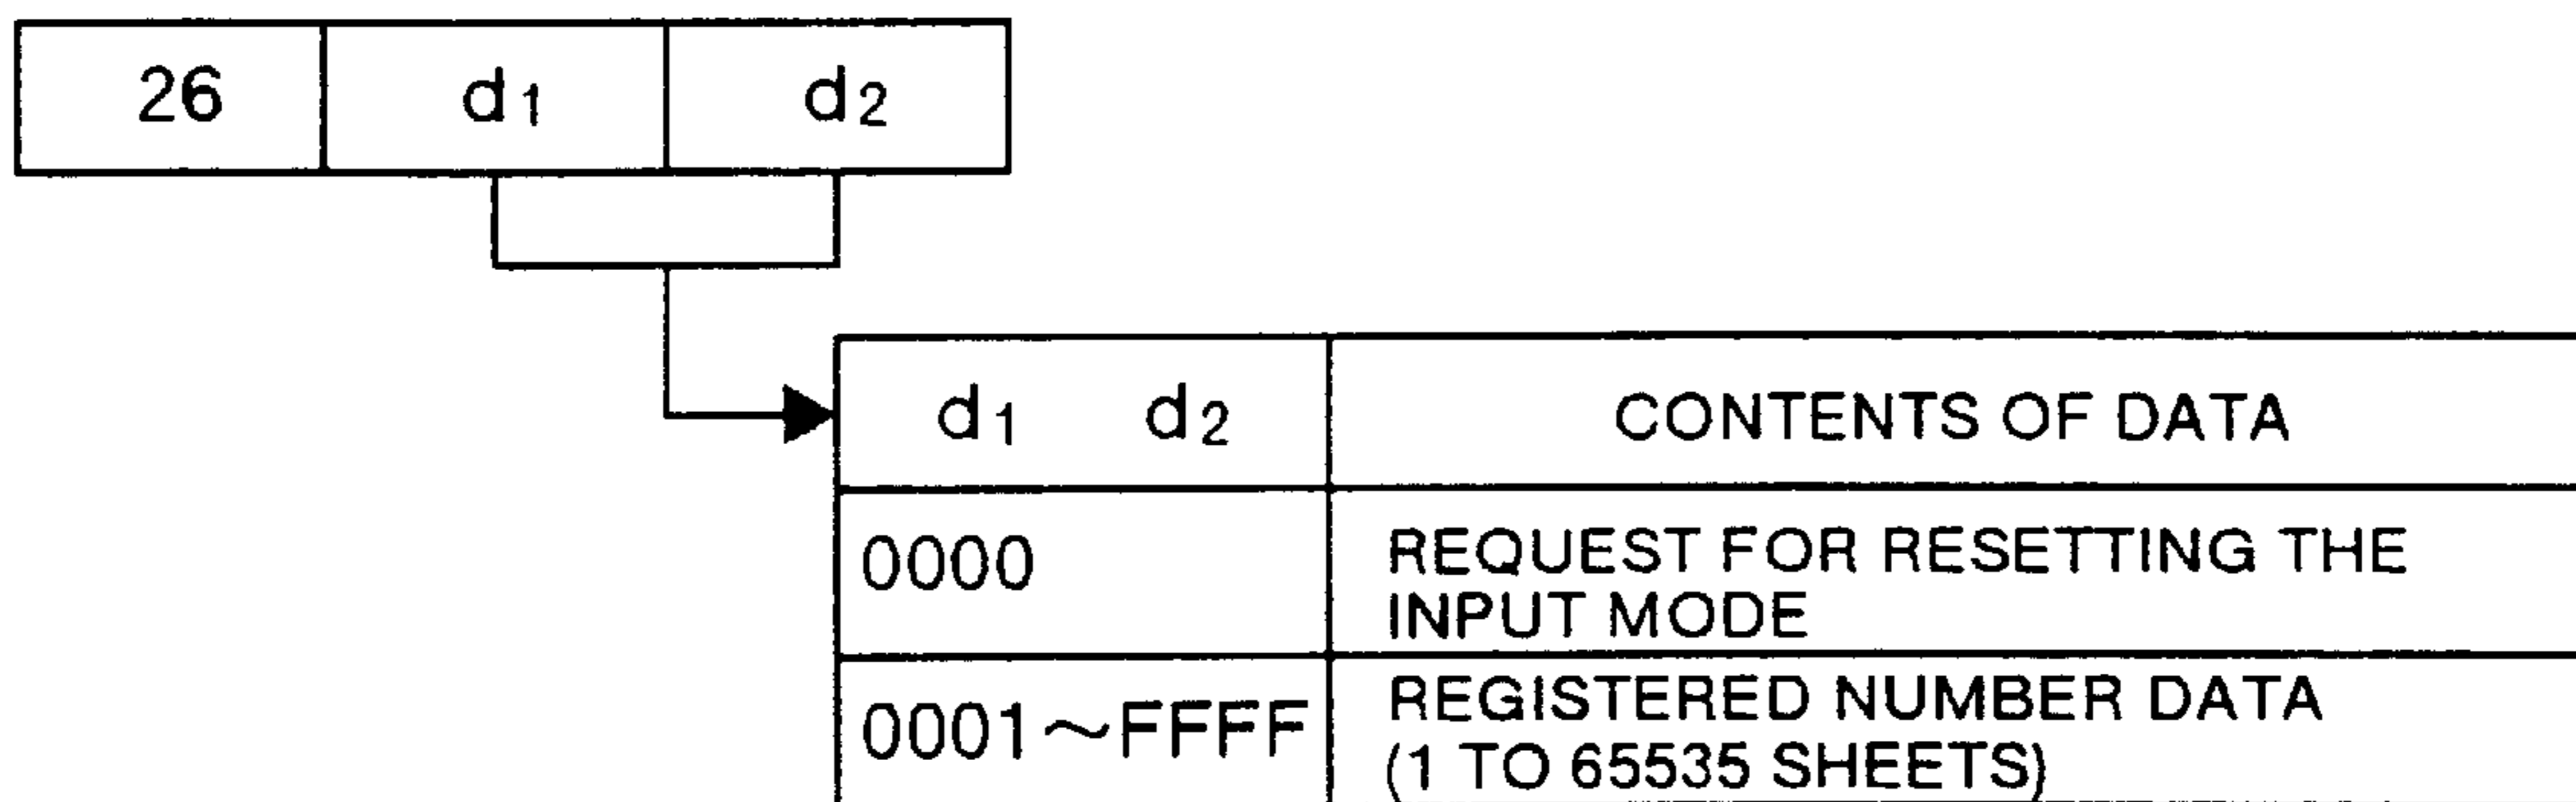 26 d1 d2
d1 d2 CONTENTS OF DATA
0000 REQUEST FOR RESETTING THE
INPUT MODE
0001~FFFF REGISTERED NUMBER DATA
(1 TO 65535 SHEETS)